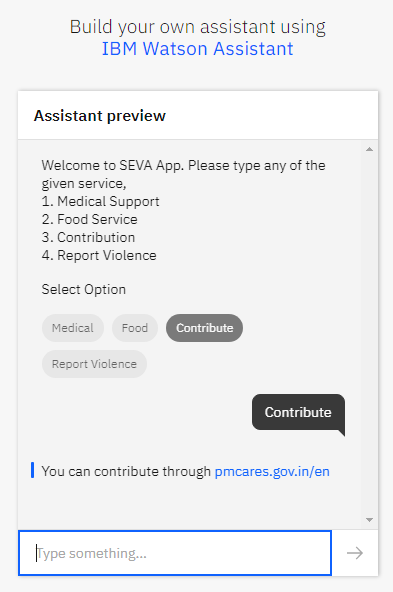 Build your own assistant using
IBM Watson Assistant
Assistant preview
Welcome to SEVA App. Please type any of the
given service,
1. Medical Support
2. Food Service
3. Contribution
4. Report Violence
Select Option
Medical Food Contribute
Report Violence
Contribute
You can contribute through pmcares.gov.in/en
Type something...